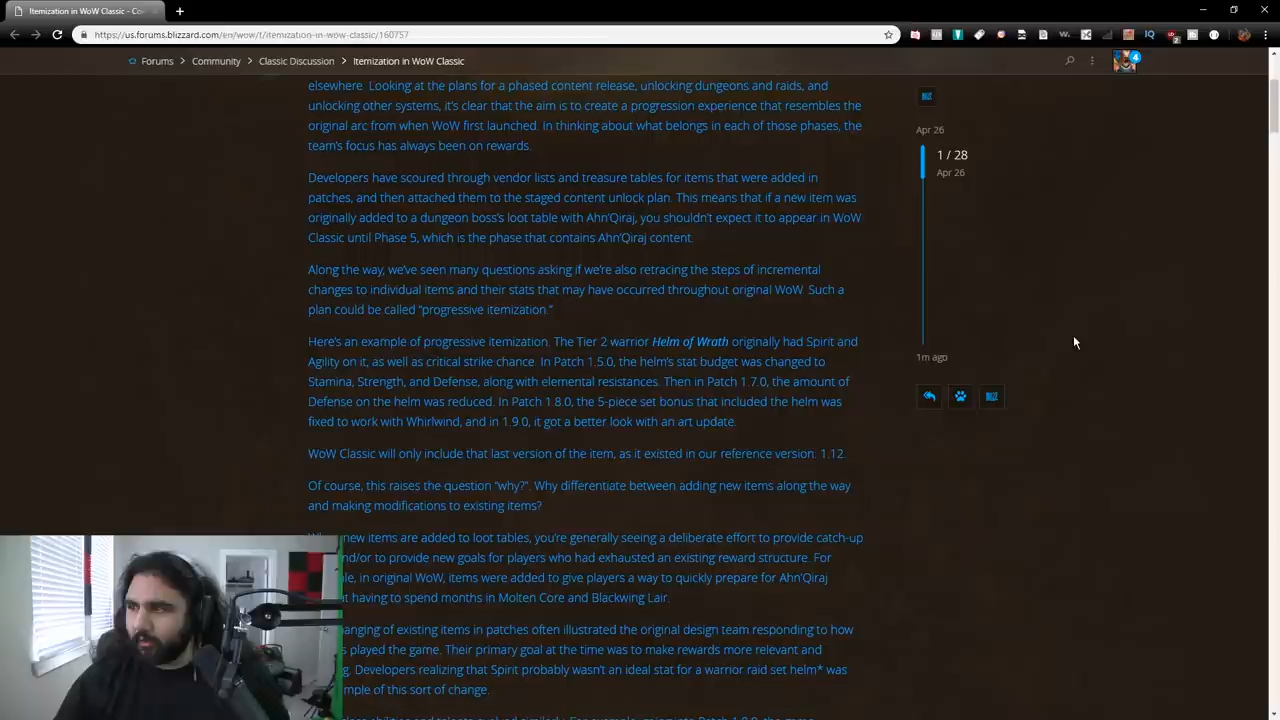 Itemization in WoW Classic - Co
https://us.forums.blizzard.com/en/wow/t/itemization-in-wow-classic/160757
Forums > Community > Classic Discussion > Itemization in WoW Classic
4
elsewhere. Looking at the plans for a phased content release, unlocking dungeons and raids, and
unlocking other systems, it's clear that the aim is to create a progression experience that resembles the
original arc from when WoW first launched. In thinking about what belongs in each of those phases, the
team's focus has always been on rewards.
Developers have scoured through vendor lists and treasure tables for items that were added in
patches, and then attached them to the staged content unlock plan. This means that if a new item was
originally added to a dungeon boss's loot table with Ahn'Qiraj, you shouldn't expect it to appear in WoW
Classic until Phase 5, which is the phase that contains Ahn'Qiraj content.
Along the way, we've seen many questions asking if we're also retracing the steps of incremental
changes to individual items and their stats that may have occurred throughout original WoW. Such a
plan could be called "progressive itemization."
Here's an example of progressive itemization. The Tier 2 warrior Helm of Wrath originally had Spirit and
Agility on it, as well as critical strike chance. In Patch 1.5.0, the helm's stat budget was changed to
Stamina, Strength, and Defense, along with elemental resistances. Then in Patch 1.7.0, the amount of
Defense on the helm was reduced. In Patch 1.8.0, the 5-piece set bonus that included the helm was
fixed to work with Whirlwind, and in 1.9.0, it got a better look with an art update.
WoW Classic will only include that last version of the item, as it existed in our reference version: 1.12.
Of course, this raises the question "why?". Why differentiate between adding new items along the way
and making modifications to existing items?
new items are added to loot tables, you're generally seeing a deliberate effort to provide catch-up
nd/or to provide new goals for players who had exhausted an existing reward structure. For
le, in original WoW, items were added to give players a way to quickly prepare for Ahn'Qiraj
t having to spend months in Molten Core and Blackwing Lair.
anging of existing items in patches often illustrated the original design team responding to how
s played the game. Their primary goal at the time was to make rewards more relevant and
g. Developers realizing that Spirit probably wasn't an ideal stat for a warrior raid set helm* was
mple of this sort of change.
BLIZZ
Apr 26
1 / 28
Apr 26
1m ago
BLIZZ